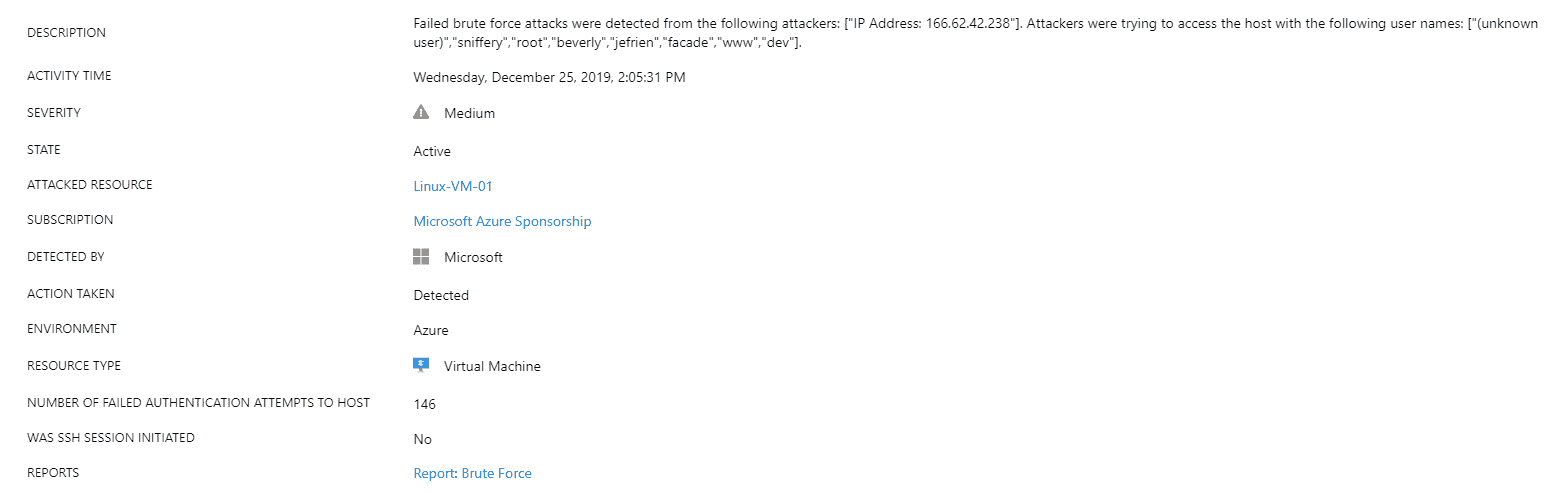 DESCRIPTION
Failed brute force attacks were detected from the following attackers: ["IP Address: 166.62.42.238"]. Attackers were trying to access the host with the following user names: ["(unknown
user)","sniffery","root","beverly","jefrien","facade","www","dev"].
ACTIVITY TIME
Wednesday, December 25, 2019, 2:05:31 PM
SEVERITY
Medium
STATE
Active
ATTACKED RESOURCE
Linux-VM-01
SUBSCRIPTION
Microsoft Azure Sponsorship
DETECTED BY
Microsoft
ACTION TAKEN
Detected
ENVIRONMENT
Azure
RESOURCE TYPE
Virtual Machine
NUMBER OF FAILED AUTHENTICATION ATTEMPTS TO HOST
146
WAS SSH SESSION INITIATED
No
REPORTS
Report: Brute Force